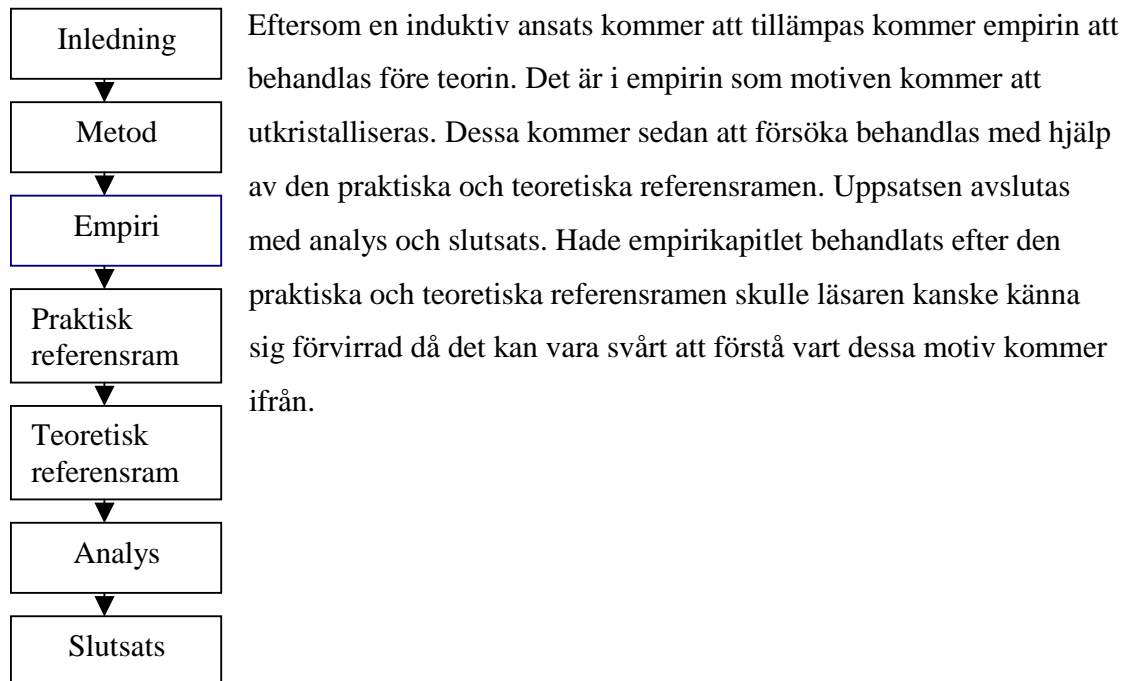 Inledning
Metod
Empiri
Praktisk
referensram
Teoretisk
referensram
Analys
Slutsats
Eftersom en induktiv ansats kommer att tillämpas kommer empirin att
behandlas före teorin. Det är i empirin som motiven kommer att
utkristalliseras. Dessa kommer sedan att försöka behandlas med hjälp
av den praktiska och teoretiska referensramen. Uppsatsen avslutas
med analys och slutsats. Hade empirikapitlet behandlats efter den
praktiska och teoretiska referensramen skulle läsaren kanske känna
sig förvirrad då det kan vara svårt att förstå vart dessa motiv kommer
ifrån.